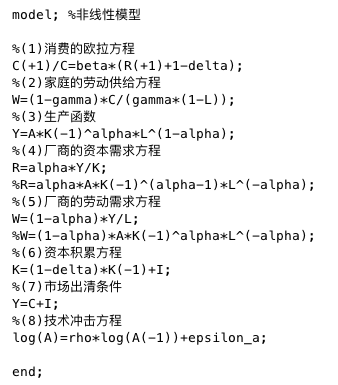 model; %非线性模型
%(1)消费的欧拉方程
C(+1)/C=beta*(R(+1)+1-delta);
%(2)家庭的劳动供给方程
W=(1-gamma)*C/(gamma*(1-L));
%(3)生产函数
Y=A*K(-1)^alpha*L^(1-alpha);
%(4)厂商的资本需求方程
R=alpha*Y/K;
%R=alpha*A*K(-1)^(alpha-1)*L^(-alpha);
%(5)厂商的劳动需求方程
W=(1-alpha)*Y/L;
%W=(1-alpha)*A*K(-1)^alpha*L^(-alpha);
%(6)资本积累方程
K=(1-delta)*K(-1)+I;
%(7)市场出清条件
Y=C+I;
%(8)技术冲击方程
log(A)=rho*log(A(-1))+epsilon_a;
end;